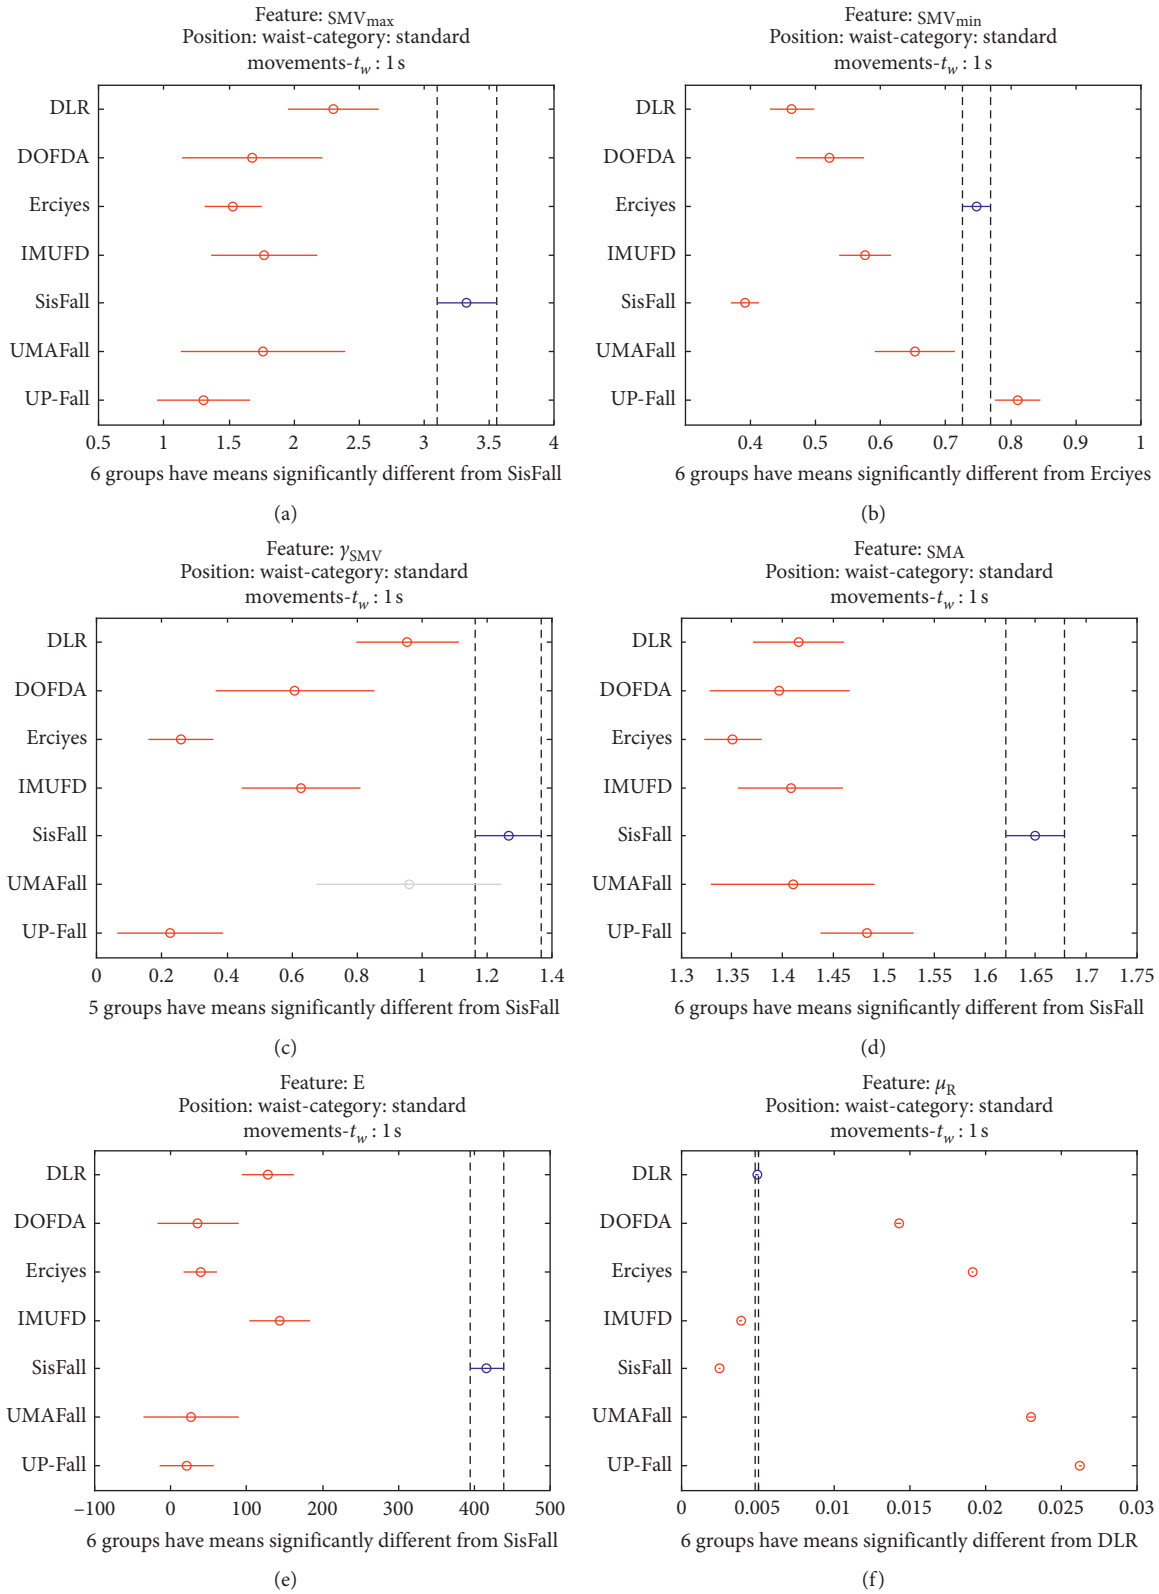 Feature: SMVmax
Position: waist-category: standard
movements-tw : 1 s
DLR
DOFDA
Erciyes
IMUFD
SisFall
UMAFall
UP-Fall
0.5 1 1.5 2 2.5 3 3.5 4
6 groups have means significantly different from SisFall
(a)
Feature: SMVmin
Position: waist-category: standard
movements-tw : 1 s
DLR
DOFDA
Erciyes
IMUFD
SisFall
UMAFall
UP-Fall
0.4 0.5 0.6 0.7 0.8 0.9 1
6 groups have means significantly different from Erciyes
(b)
Feature: γSMV
Position: waist-category: standard
movements-tw : 1 s
DLR
DOFDA
Erciyes
IMUFD
SisFall
UMAFall
UP-Fall
0 0.2 0.4 0.6 0.8 1 1.2 1.4
5 groups have means significantly different from SisFall
(c)
Feature: SMA
Position: waist-category: standard
movements-tw : 1 s
DLR
DOFDA
Erciyes
IMUFD
SisFall
UMAFall
UP-Fall
1.3 1.35 1.4 1.45 1.5 1.55 1.6 1.65 1.7 1.75
6 groups have means significantly different from SisFall
(d)
Feature: E
Position: waist-category: standard
movements-tw : 1 s
DLR
DOFDA
Erciyes
IMUFD
SisFall
UMAFall
UP-Fall
–100 0 100 200 300 400 500
6 groups have means significantly different from SisFall
(e)
Feature: μR
Position: waist-category: standard
movements-tw : 1 s
DLR
DOFDA
Erciyes
IMUFD
SisFall
UMAFall
UP-Fall
0 0.005 0.01 0.015 0.02 0.025 0.03
6 groups have means significantly different from DLR
(f)